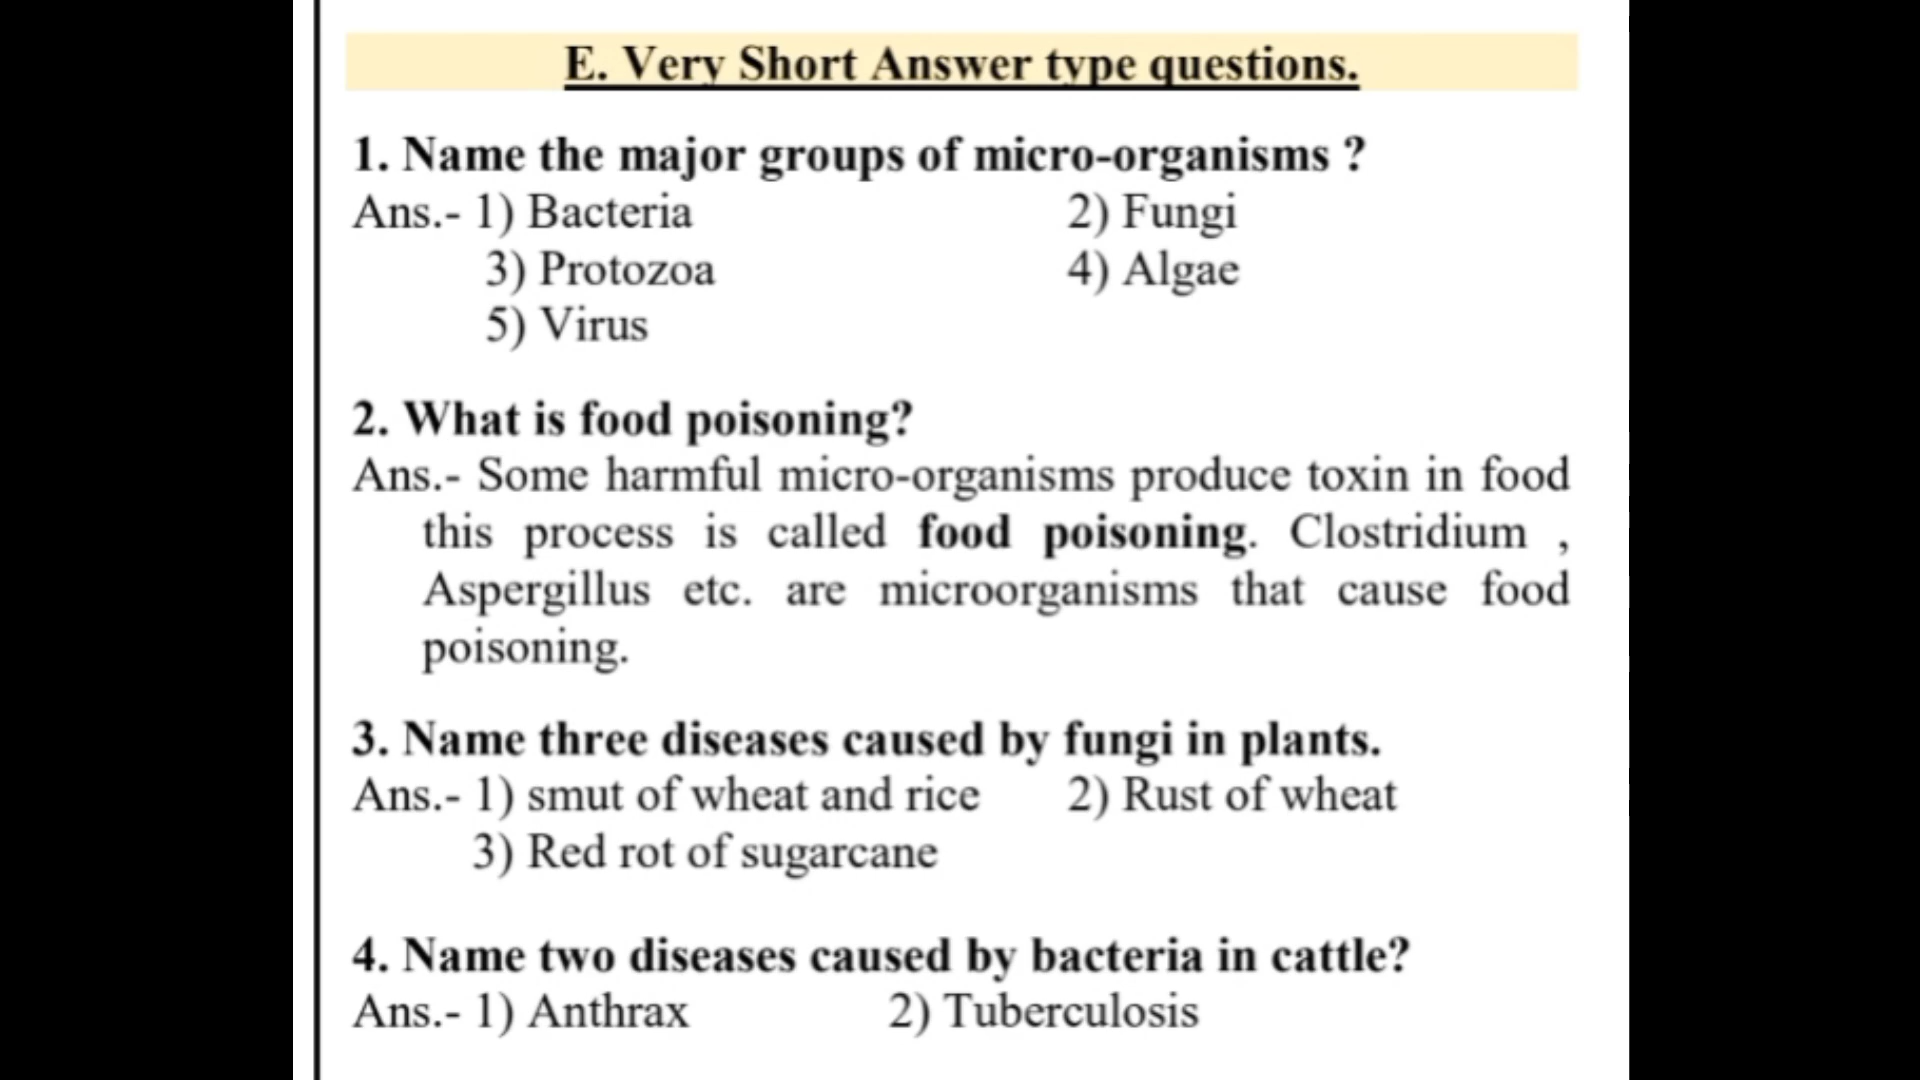 E. Very Short Answer type questions.
1. Name the major groups of micro-organisms ?
Ans.- 1) Bacteria 2) Fungi
3) Protozoa 4) Algae
5) Virus
2. What is food poisoning?
Ans.- Some harmful micro-organisms produce toxin in food
this process is called food poisoning. Clostridium ,
Aspergillus etc. are microorganisms that cause food
poisoning.
3. Name three diseases caused by fungi in plants.
Ans.- 1) smut of wheat and rice 2) Rust of wheat
3) Red rot of sugarcane
4. Name two diseases caused by bacteria in cattle?
Ans.- 1) Anthrax 2) Tuberculosis